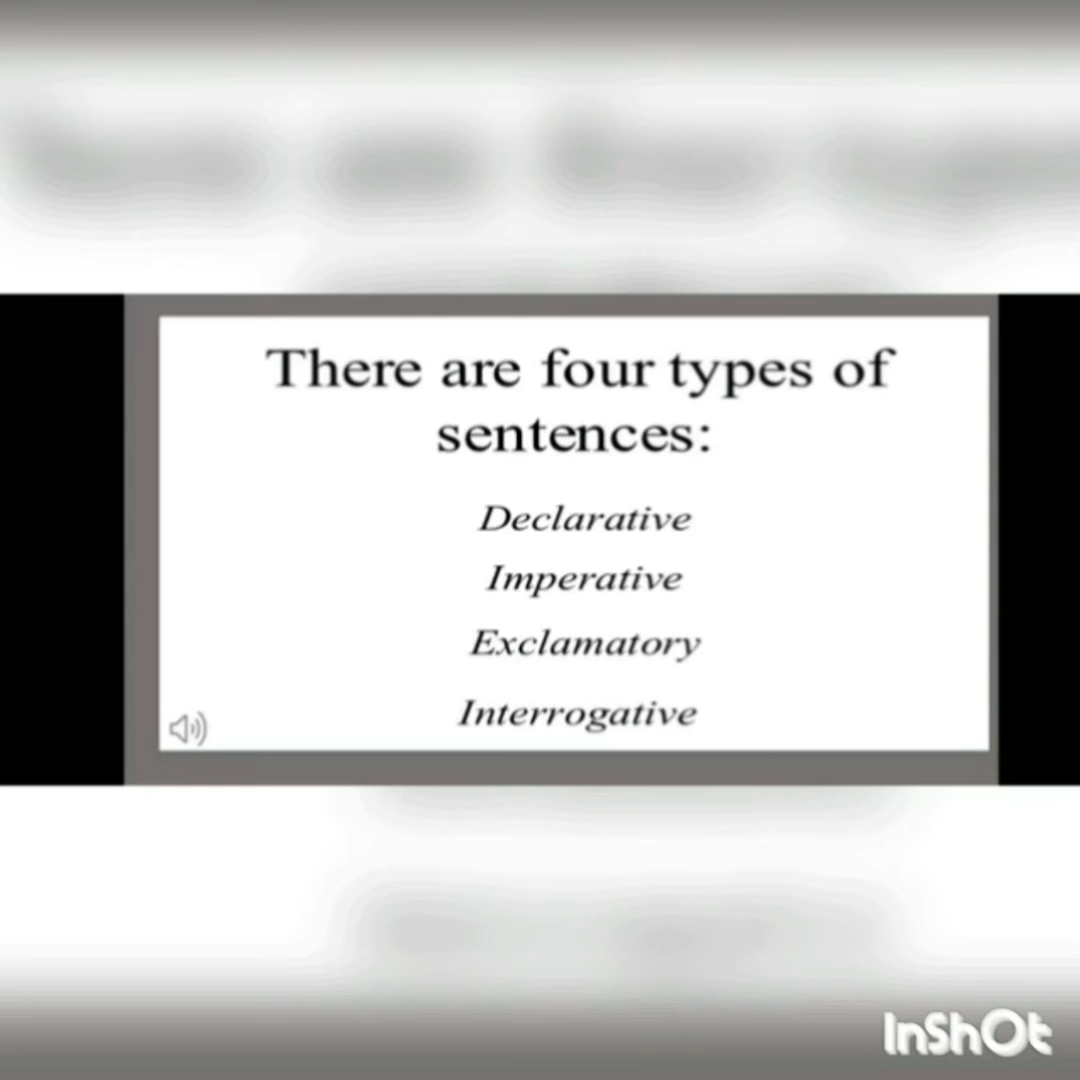 There are four types of
sentences:
Declarative
Imperative
Exclamatory
Interrogative
InShOt